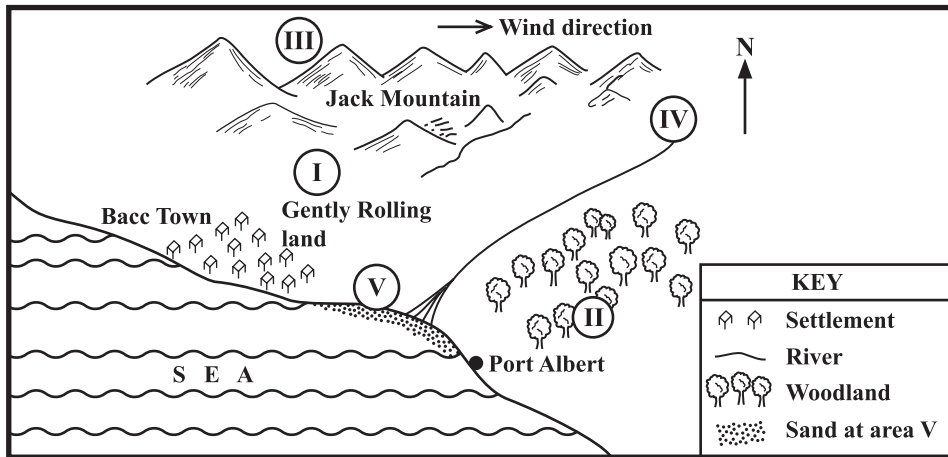 III
Wind direction
N
Jack Mountain
IV
I
Bacc Town
Gently Rolling
land
V
II
Port Albert
S E A
KEY
Settlement
River
Woodland
Sand at area V